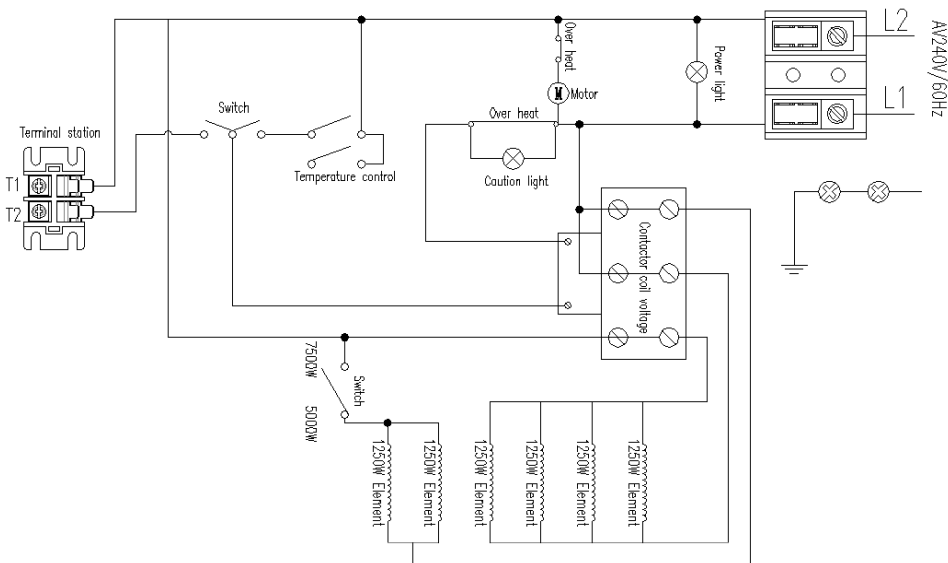 L2
AV240V/60Hz
L1
Over heat
Motor
Power light
Switch
Over heat
Caution light
Terminal station
T1
T2
Temperature control
Contactor coil voltage
Switch
7500W
5000W
1250W Element
1250W Element
1250W Element
1250W Element
1250W Element
1250W Element